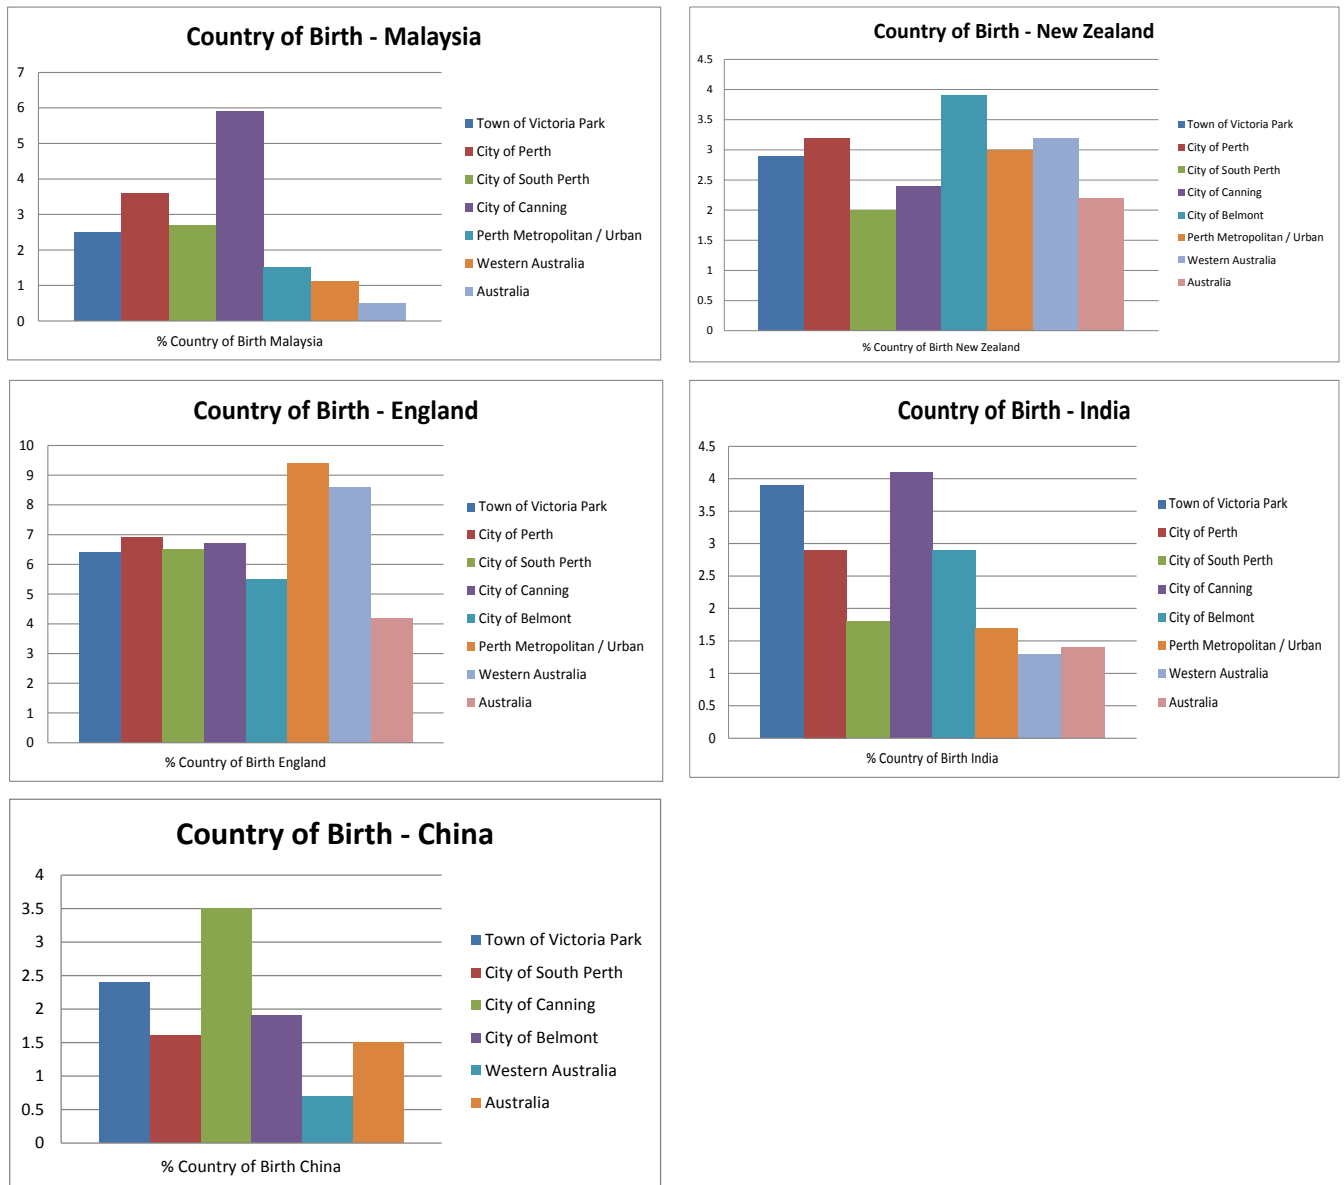 Country of Birth - Malaysia
7
6
5
4
3
2
1
0
% Country of Birth Malaysia
Town of Victoria Park
City of Perth
City of South Perth
City of Canning
Perth Metropolitan / Urban
Western Australia
Australia
Country of Birth - New Zealand
4.5
4
3.5
3
2.5
2
1.5
1
0.5
0
% Country of Birth New Zealand
Town of Victoria Park
City of Perth
City of South Perth
City of Canning
City of Belmont
Perth Metropolitan / Urban
Western Australia
Australia
Country of Birth - England
10
9
8
7
6
5
4
3
2
1
0
% Country of Birth England
Town of Victoria Park
City of Perth
City of South Perth
City of Canning
City of Belmont
Perth Metropolitan / Urban
Western Australia
Australia
Country of Birth - India
4.5
4
3.5
3
2.5
2
1.5
1
0.5
0
% Country of Birth India
Town of Victoria Park
City of Perth
City of South Perth
City of Canning
City of Belmont
Perth Metropolitan / Urban
Western Australia
Australia
Country of Birth - China
4
3.5
3
2.5
2
1.5
1
0.5
0
% Country of Birth China
Town of Victoria Park
City of South Perth
City of Canning
City of Belmont
Western Australia
Australia